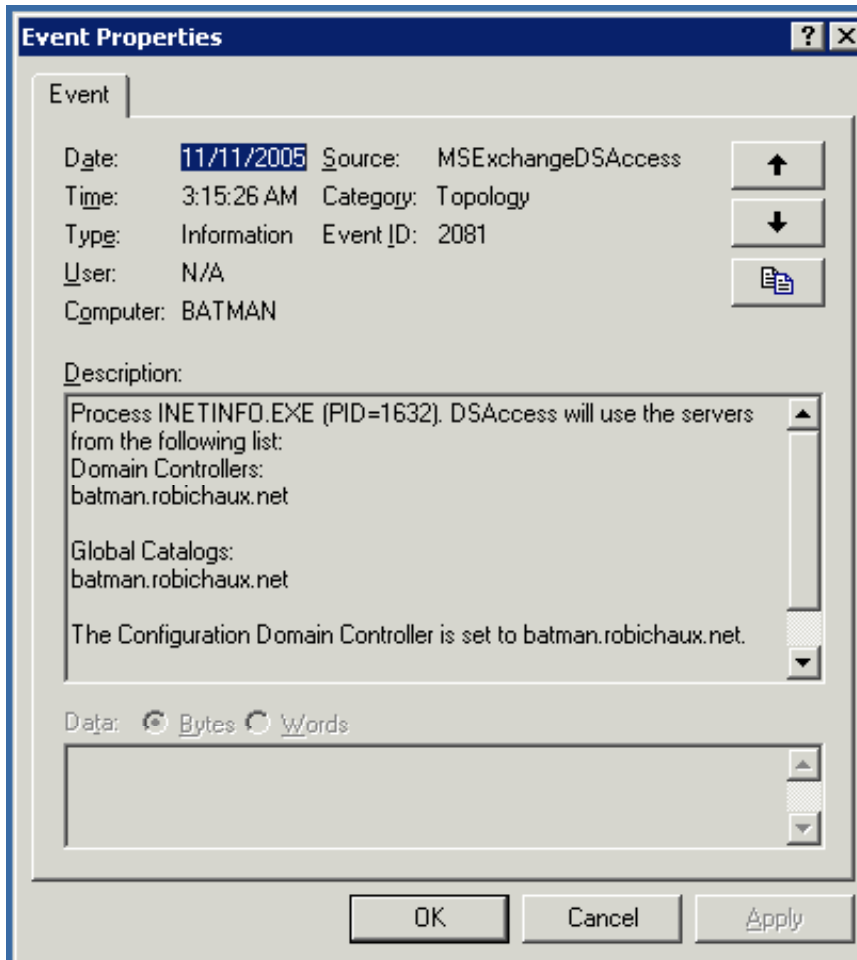 Event Properties
Event
Date: 11/11/2005 Source: MSExchangeDSAccess
Time: 3:15:26 AM Category: Topology
Type: Information Event ID: 2081
User: N/A
Computer: BATMAN
Description:
Process INETINFO.EXE (PID=1632). DSAccess will use the servers
from the following list:
Domain Controllers:
batman.robichaux.net
Global Catalogs:
batman.robichaux.net
The Configuration Domain Controller is set to batman.robichaux.net.
Data: Bytes Words
OK Cancel Apply